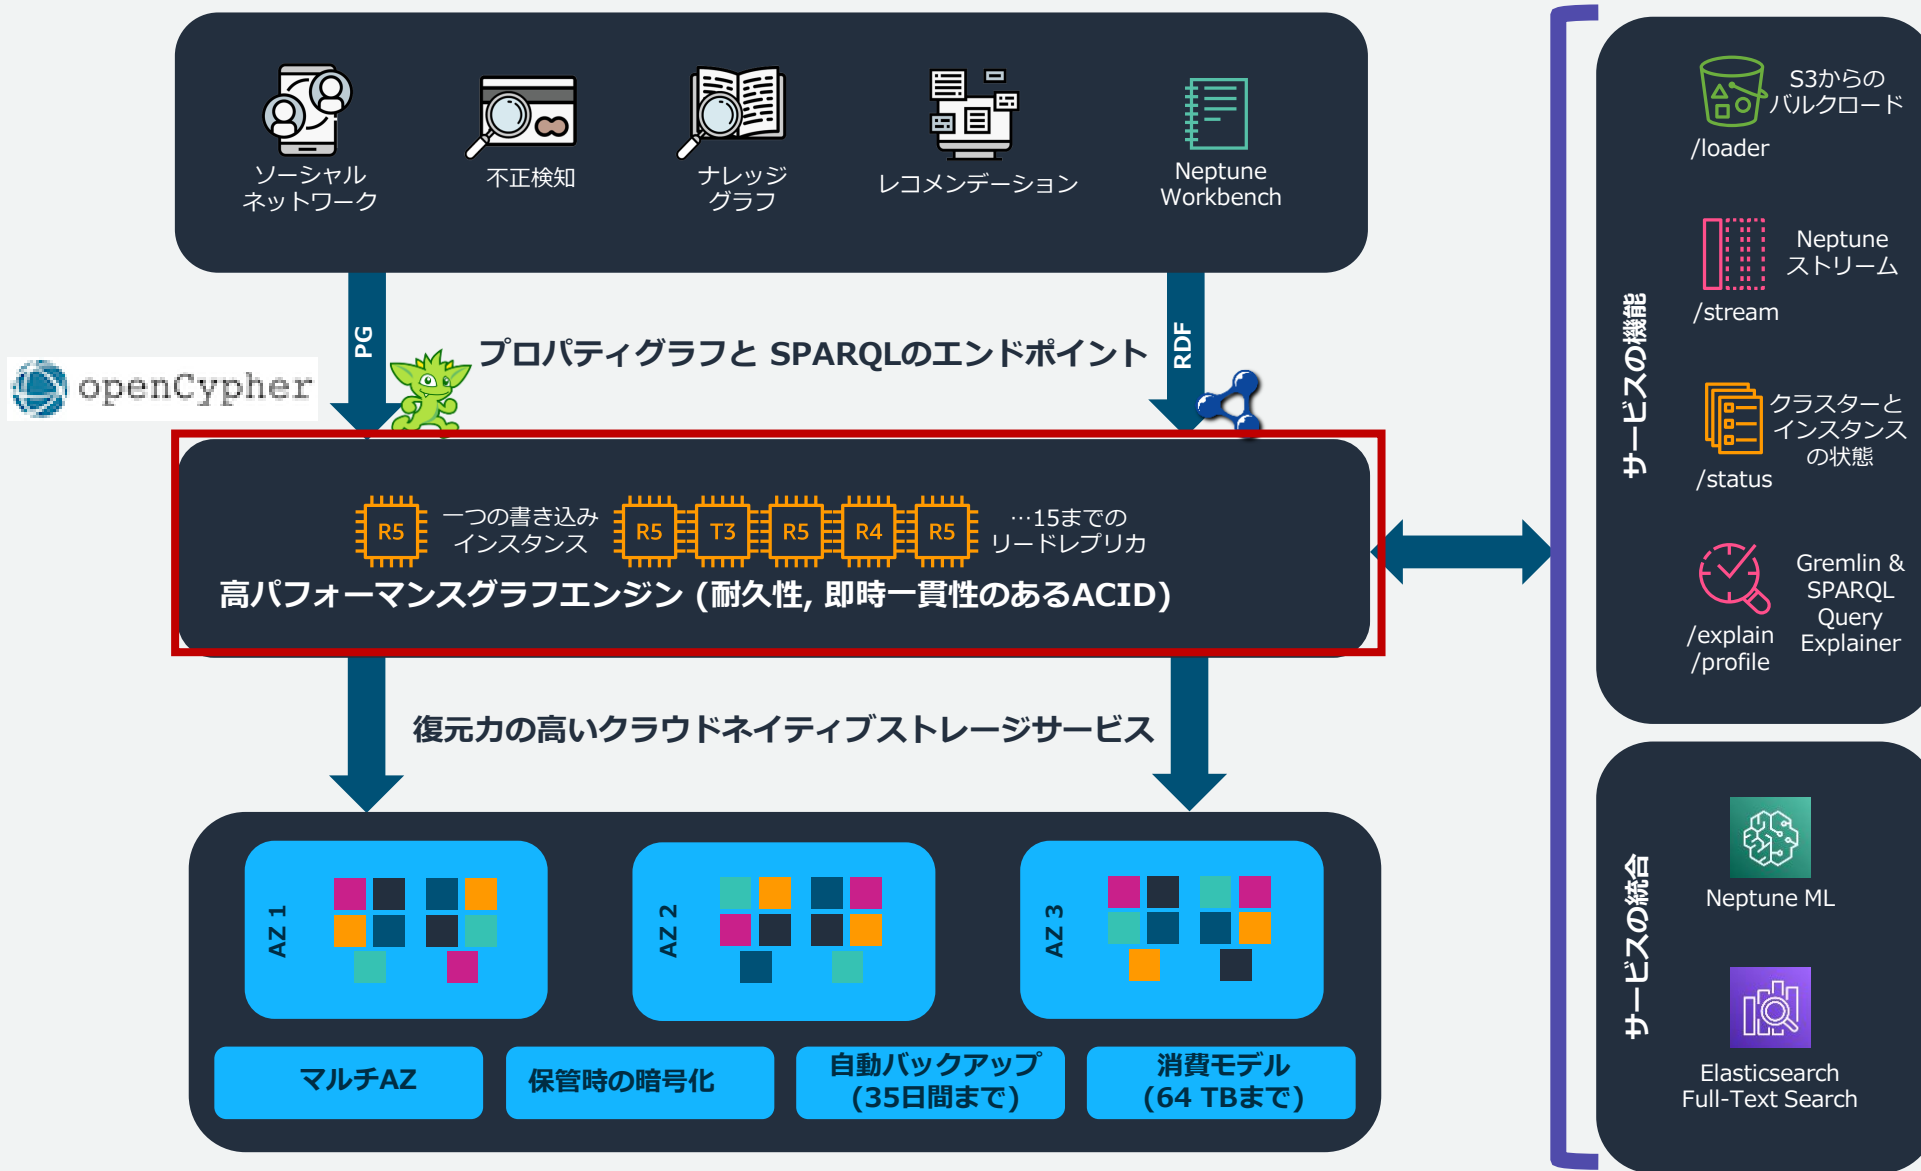 ソーシャル
ネットワーク
不正検知
ナレッジ
グラフ
レコメンデーション
Neptune
Workbench
PG
プロパティグラフと SPARQLのエンドポイント
RDF
openCypher
R5
一つの書き込み
インスタンス
R5
T3
R5
R4
R5
…15までの
リードレプリカ
高パフォーマンスグラフエンジン (耐久性, 即時一貫性のあるACID)
復元力の高いクラウドネイティブストレージサービス
AZ 1
AZ 2
AZ 3
マルチAZ
保管時の暗号化
自動バックアップ
(35日間まで)
消費モデル
(64 TBまで)
サービスの機能
S3からの
バルクロード
/loader
Neptune
ストリーム
/stream
クラスターと
インスタンス
の状態
/status
Gremlin &
SPARQL
Query
Explainer
/explain
/profile
サービスの統合
Neptune ML
Elasticsearch
Full-Text Search